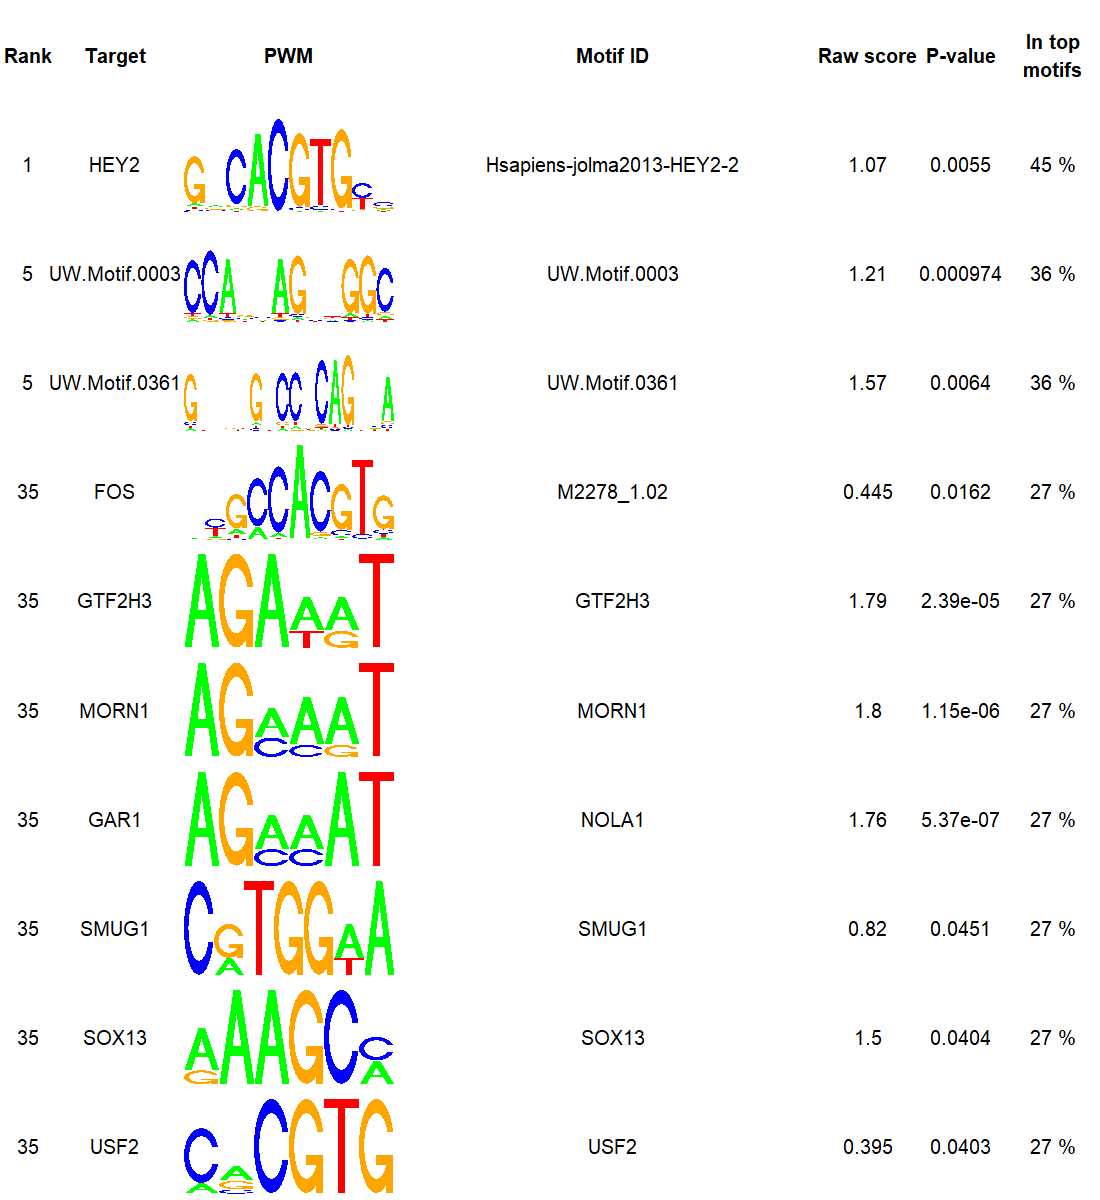 Rank Target PWM Motif ID Raw score P-value In top motifs
1 HEY2 G CACGTGC T Hsapiens-jolma2013-HEY2-2 1.07 0.0055 45 %
5 UW.Motif.0003 CCA AG GGC UW.Motif.0003 1.21 0.000974 36 %
5 UW.Motif.0361 G G CC CAG A UW.Motif.0361 1.57 0.0064 36 %
35 FOS CGCCACGTG M2278_1.02 0.445 0.0162 27 %
35 GTF2H3 AGAAAT T G GTF2H3 1.79 2.39e-05 27 %
35 MORN1 AGAAAT C C G MORN1 1.8 1.15e-06 27 %
35 GAR1 AGAAAT C C NOLA1 1.76 5.37e-07 27 %
35 SMUG1 CGTGGAA A T SMUG1 0.82 0.0451 27 %
35 SOX13 AAAGCC G A SOX13 1.5 0.0404 27 %
35 USF2 CACGTG A G USF2 0.395 0.0403 27 %